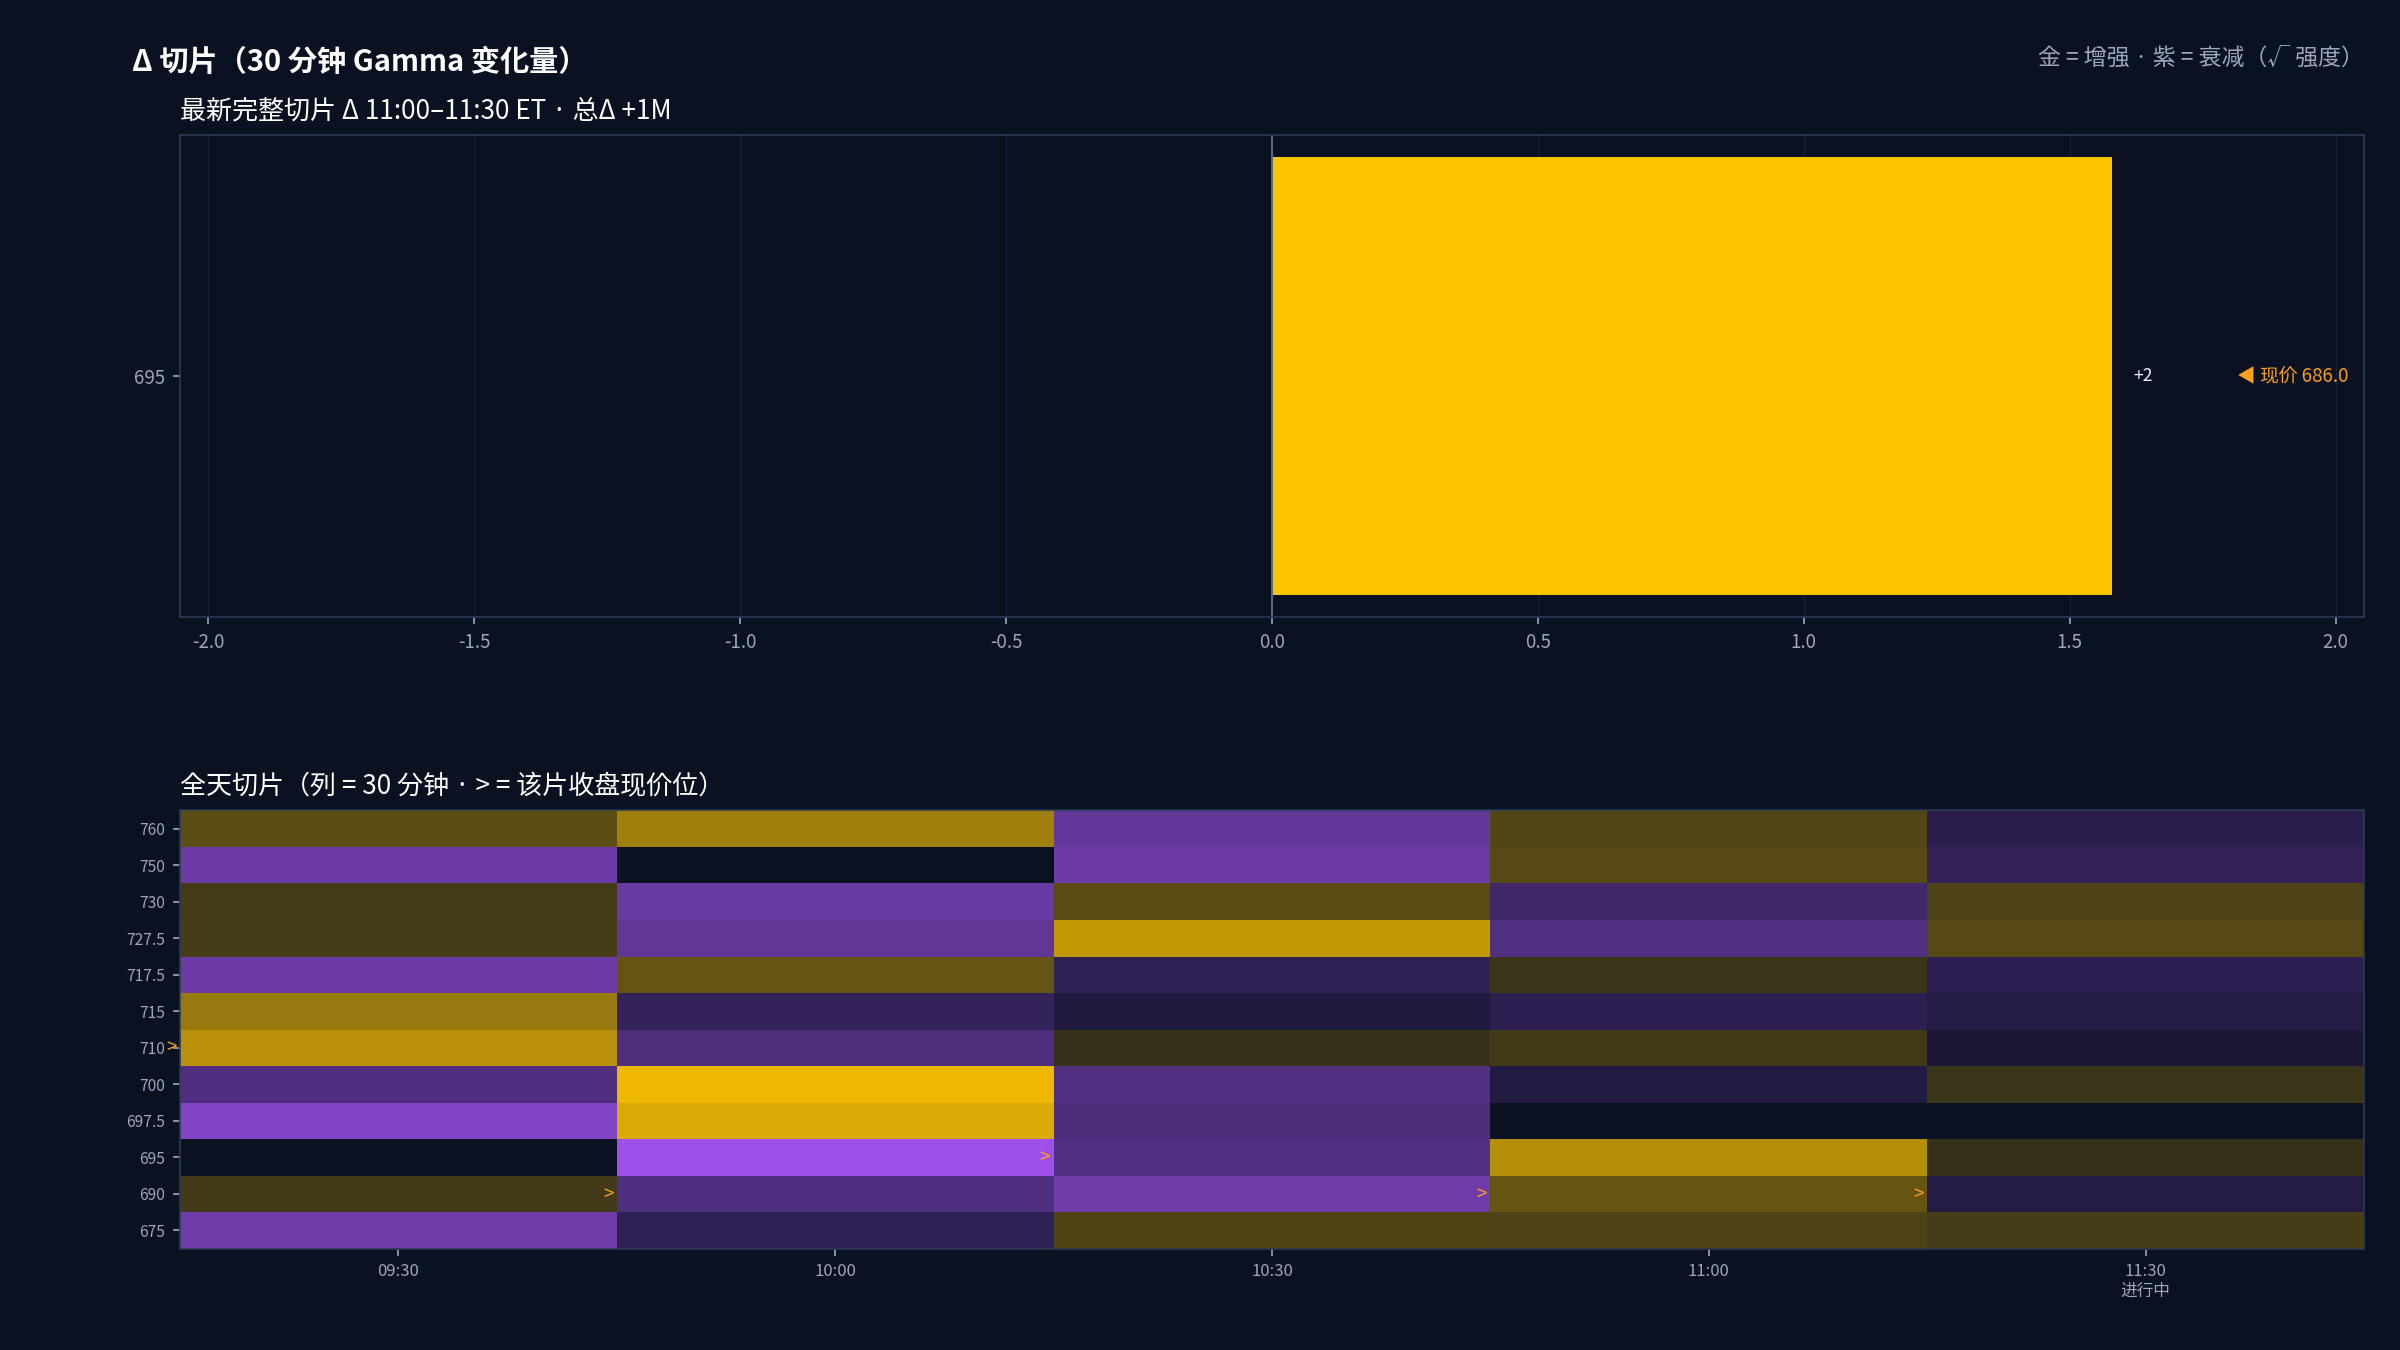 Δ 切片（30 分钟 Gamma 变化量）
金 = 增强 · 紫 = 衰减（√ 强度）
最新完整切片 Δ 11:00–11:30 ET · 总Δ +1M
695
+2
◀ 现价 686.0
-2.0 -1.5 -1.0 -0.5 0.0 0.5 1.0 1.5 2.0
全天切片（列 = 30 分钟 · > = 该片收盘现价位）
760
750
730
727.5
717.5
715
710 >
700
697.5
695 >
690 > > >
675
09:30 10:00 10:30 11:00 11:30
进行中